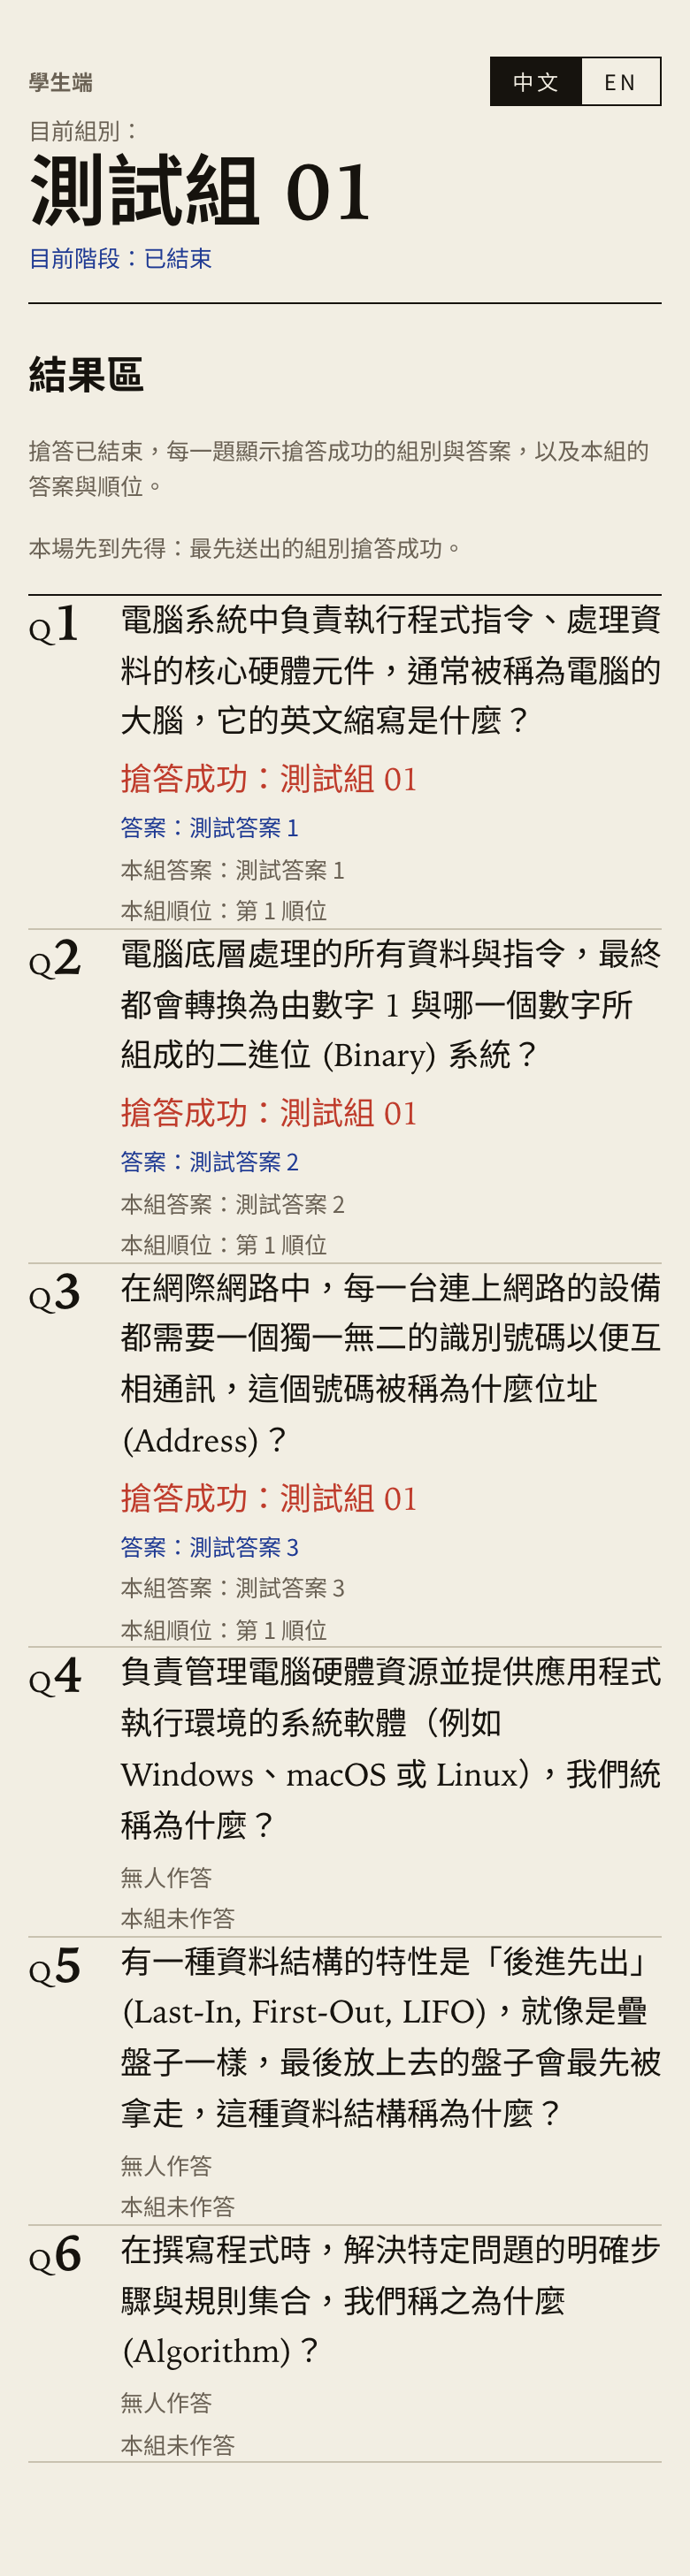 學生端
中文
EN
目前組別：
測試組 01
目前階段：已結束
結果區
搶答已結束，每一題顯示搶答成功的組別與答案，以及本組的
答案與順位。
本場先到先得：最先送出的組別搶答成功。
Q1
電腦系統中負責執行程式指令、處理資
料的核心硬體元件，通常被稱為電腦的
大腦，它的英文縮寫是什麼？
搶答成功：測試組 01
答案：測試答案 1
本組答案：測試答案 1
本組順位：第 1 順位
Q2
電腦底層處理的所有資料與指令，最終
都會轉換為由數字 1 與哪一個數字所
組成的二進位 (Binary) 系統？
搶答成功：測試組 01
答案：測試答案 2
本組答案：測試答案 2
本組順位：第 1 順位
Q3
在網際網路中，每一台連上網路的設備
都需要一個獨一無二的識別號碼以便互
相通訊，這個號碼被稱為什麼位址
(Address)？
搶答成功：測試組 01
答案：測試答案 3
本組答案：測試答案 3
本組順位：第 1 順位
Q4
負責管理電腦硬體資源並提供應用程式
執行環境的系統軟體（例如
Windows、macOS 或 Linux），我們統
稱為什麼？
無人作答
本組未作答
Q5
有一種資料結構的特性是「後進先出」
(Last-In, First-Out, LIFO)，就像是疊
盤子一樣，最後放上去的盤子會最先被
拿走，這種資料結構稱為什麼？
無人作答
本組未作答
Q6
在撰寫程式時，解決特定問題的明確步
驟與規則集合，我們稱之為什麼
(Algorithm)？
無人作答
本組未作答